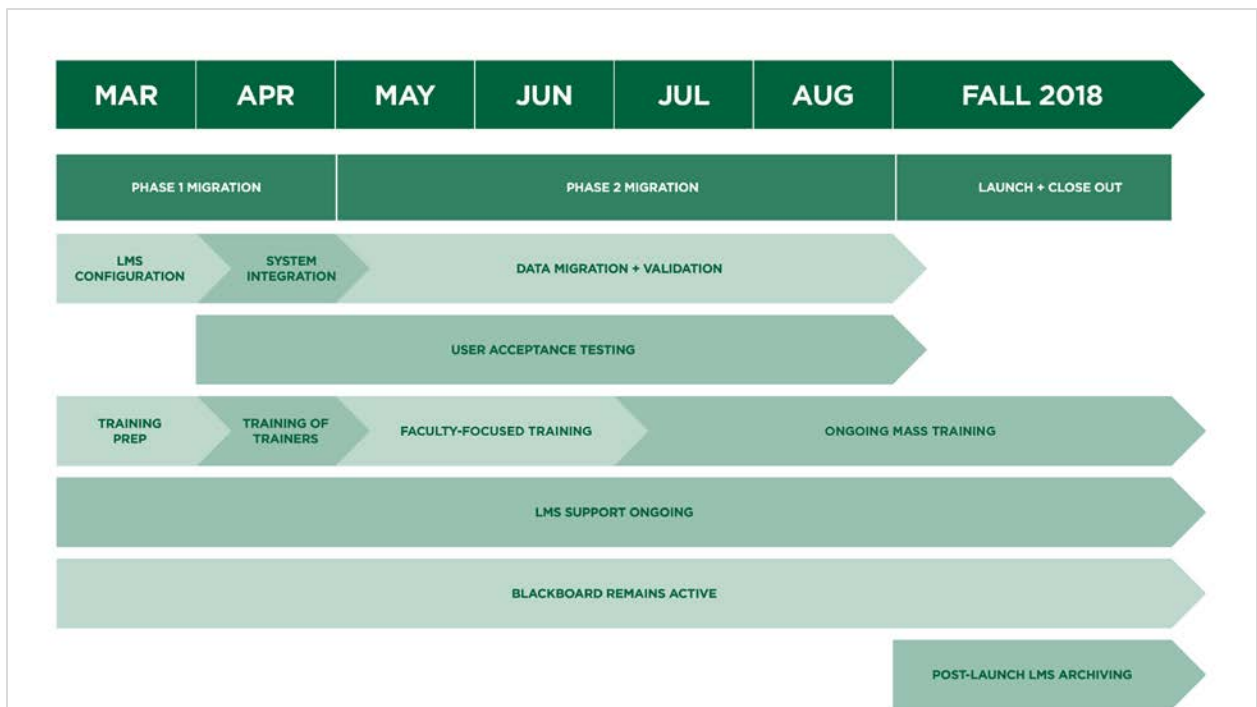 MAR
APR
MAY
JUN
JUL
AUG
FALL 2018
PHASE 1 MIGRATION
PHASE 2 MIGRATION
LAUNCH + CLOSE OUT
LMS
CONFIGURATION
SYSTEM
INTEGRATION
DATA MIGRATION + VALIDATION
USER ACCEPTANCE TESTING
TRAINING
PREP
TRAINING OF
TRAINERS
FACULTY-FOCUSED TRAINING
ONGOING MASS TRAINING
LMS SUPPORT ONGOING
BLACKBOARD REMAINS ACTIVE
POST-LAUNCH LMS ARCHIVING